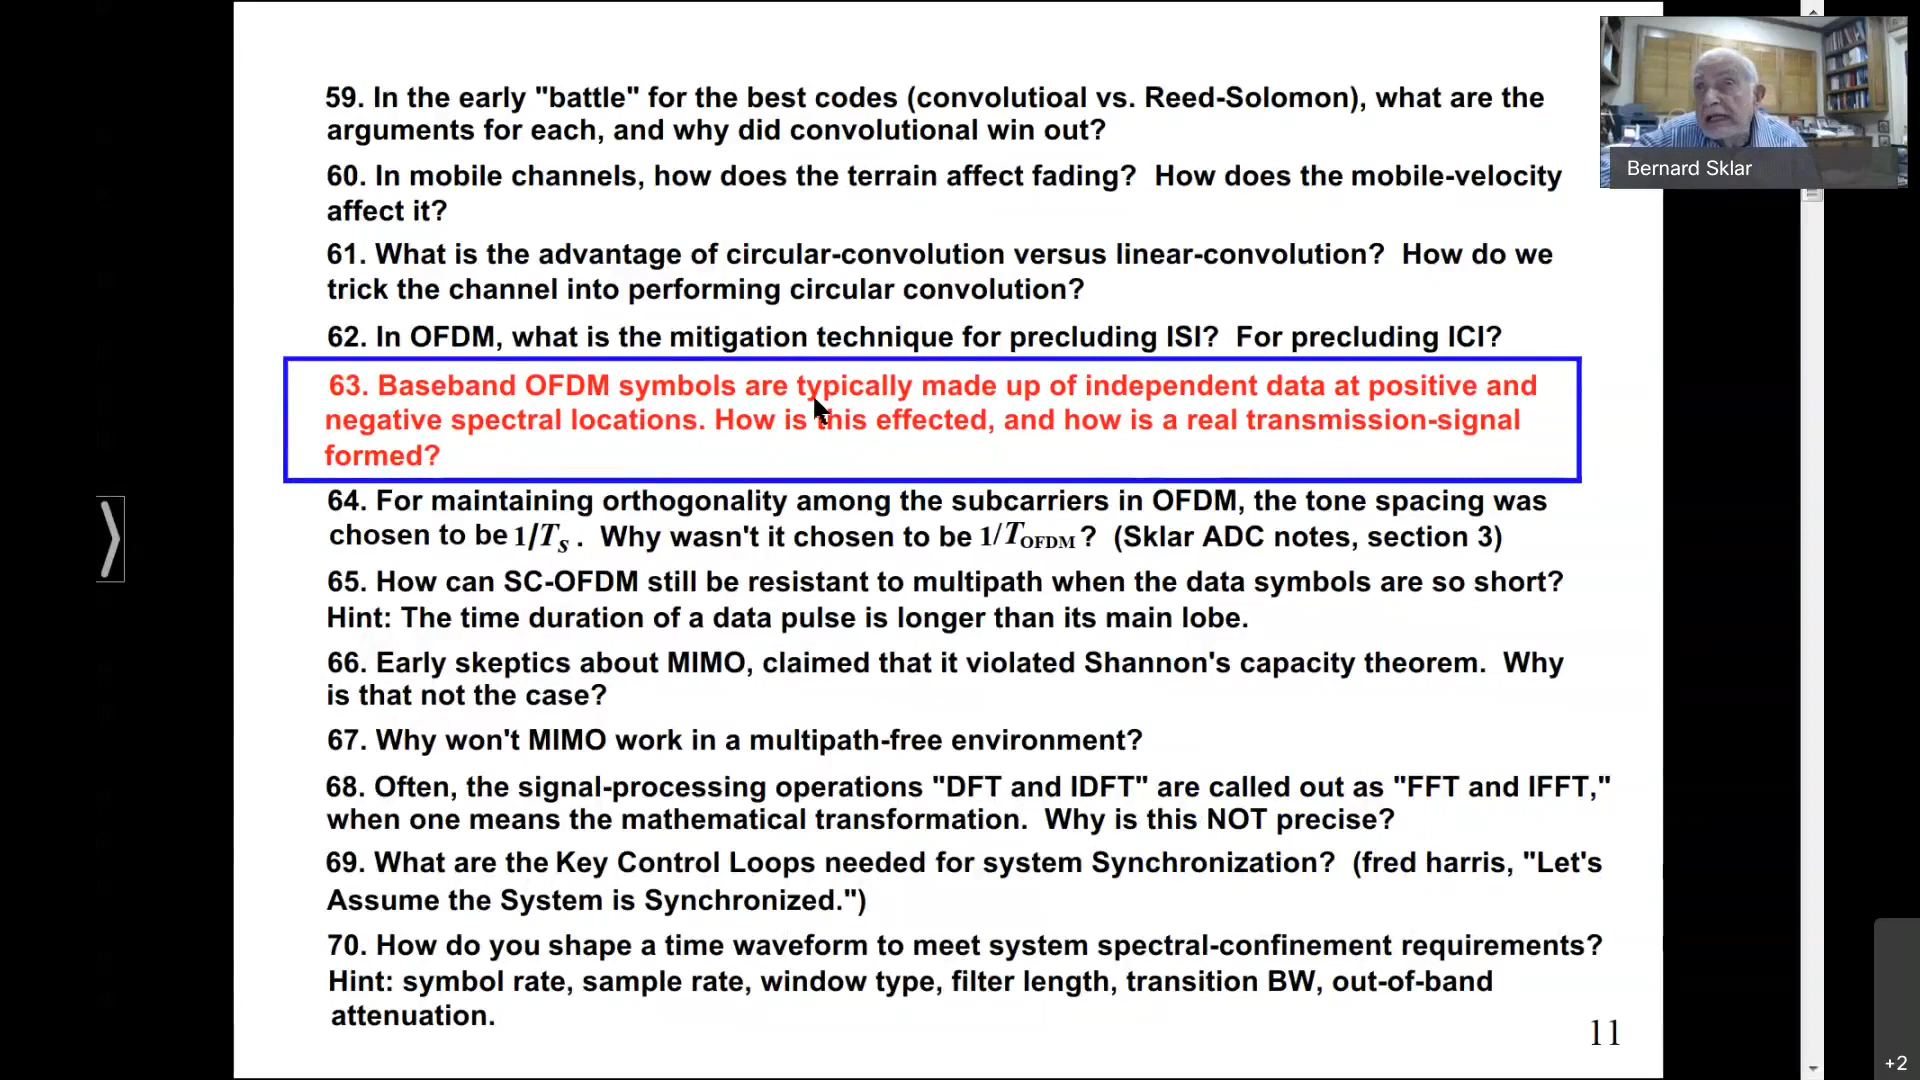 59. In the early "battle" for the best codes (convolutioal vs. Reed-Solomon), what are the
arguments for each, and why did convolutional win out?
60. In mobile channels, how does the terrain affect fading? How does the mobile-velocity
affect it?
61. What is the advantage of circular-convolution versus linear-convolution? How do we
trick the channel into performing circular convolution?
62. In OFDM, what is the mitigation technique for precluding ISI? For precluding ICI?
63. Baseband OFDM symbols are typically made up of independent data at positive and
negative spectral locations. How is this effected, and how is a real transmission-signal
formed?
64. For maintaining orthogonality among the subcarriers in OFDM, the tone spacing was
chosen to be 1/Ts. Why wasn't it chosen to be 1/TOFDM? (Sklar ADC notes, section 3)
65. How can SC-OFDM still be resistant to multipath when the data symbols are so short?
Hint: The time duration of a data pulse is longer than its main lobe.
66. Early skeptics about MIMO, claimed that it violated Shannon's capacity theorem. Why
is that not the case?
67. Why won't MIMO work in a multipath-free environment?
68. Often, the signal-processing operations "DFT and IDFT" are called out as "FFT and IFFT,"
when one means the mathematical transformation. Why is this NOT precise?
69. What are the Key Control Loops needed for system Synchronization? (fred harris, "Let's
Assume the System is Synchronized.")
70. How do you shape a time waveform to meet system spectral-confinement requirements?
Hint: symbol rate, sample rate, window type, filter length, transition BW, out-of-band
attenuation.
11
Bernard Sklar
+2